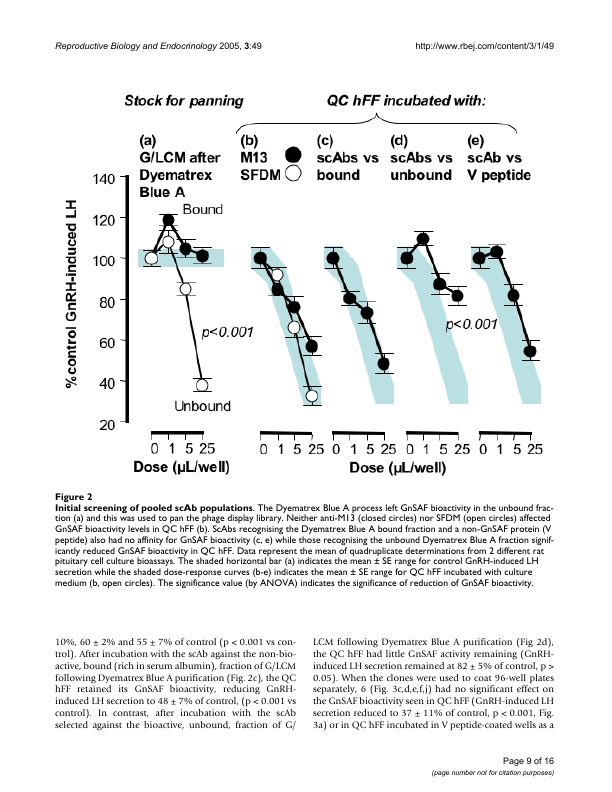 Reproductive Biology and Endocrinology 2005, 3:49
http://www.rbej.com/content/3/1/49
Stock for panning
QC hFF incubated with:
(a)
G/LCM after
Dyematrex
Blue A
(b)
M13
SFDM
(c)
scAbs vs
bound
(d)
scAbs vs
unbound
(e)
scAb vs
V peptide
%control GnRH-induced LH
140
120
100
80
60
40
20
Bound
p<0.001
Unbound
p<0.001
0 1 5 25
0 1 5 25
0 1 5 25
0 1 5 25
0 1 5 25
Dose (µL/well)
Dose (µL/well)
Figure 2
Initial screening of pooled scAb populations. The Dyematrex Blue A process left GnSAF bioactivity in the unbound frac-
tion (a) and this was used to pan the phage display library. Neither anti-M13 (closed circles) nor SFDM (open circles) affected
GnSAF bioactivity levels in QC hFF (b). ScAbs recognising the Dyematrex Blue A bound fraction and a non-GnSAF protein (V
peptide) also had no affinity for GnSAF bioactivity (c, e) while those recognising the unbound Dyematrex Blue A fraction signif-
icantly reduced GnSAF bioactivity in QC hFF. Data represent the mean of quadruplicate determinations from 2 different rat
pituitary cell culture bioassays. The shaded horizontal bar (a) indicates the mean ± SE range for control GnRH-induced LH
secretion while the shaded dose-response curves (b-e) indicates the mean ± SE range for QC hFF incubated with culture
medium (b, open circles). The significance value (by ANOVA) indicates the significance of reduction of GnSAF bioactivity.
10%, 60 ± 2% and 55 ± 7% of control (p < 0.001 vs con-
trol). After incubation with the scAb against the non-bio-
active, bound (rich in serum albumin), fraction of G/LCM
following Dyematrex Blue A purification (Fig. 2c), the QC
hFF retained its GnSAF bioactivity, reducing GnRH-
induced LH secretion to 48 ± 7% of control, (p < 0.001 vs
control). In contrast, after incubation with the scAb
selected against the bioactive, unbound, fraction of G/
LCM following Dyematrex Blue A purification (Fig 2d),
the QC hFF had little GnSAF activity remaining (GnRH-
induced LH secretion remained at 82 ± 5% of control, p >
0.05). When the clones were used to coat 96-well plates
separately, 6 (Fig. 3c,d,e,f,j) had no significant effect on
the GnSAF bioactivity seen in QC hFF (GnRH-induced LH
secretion reduced to 37 ± 11% of control, p < 0.001, Fig.
3a) or in QC hFF incubated in V peptide-coated wells as a
Page 9 of 16
(page number not for citation purposes)